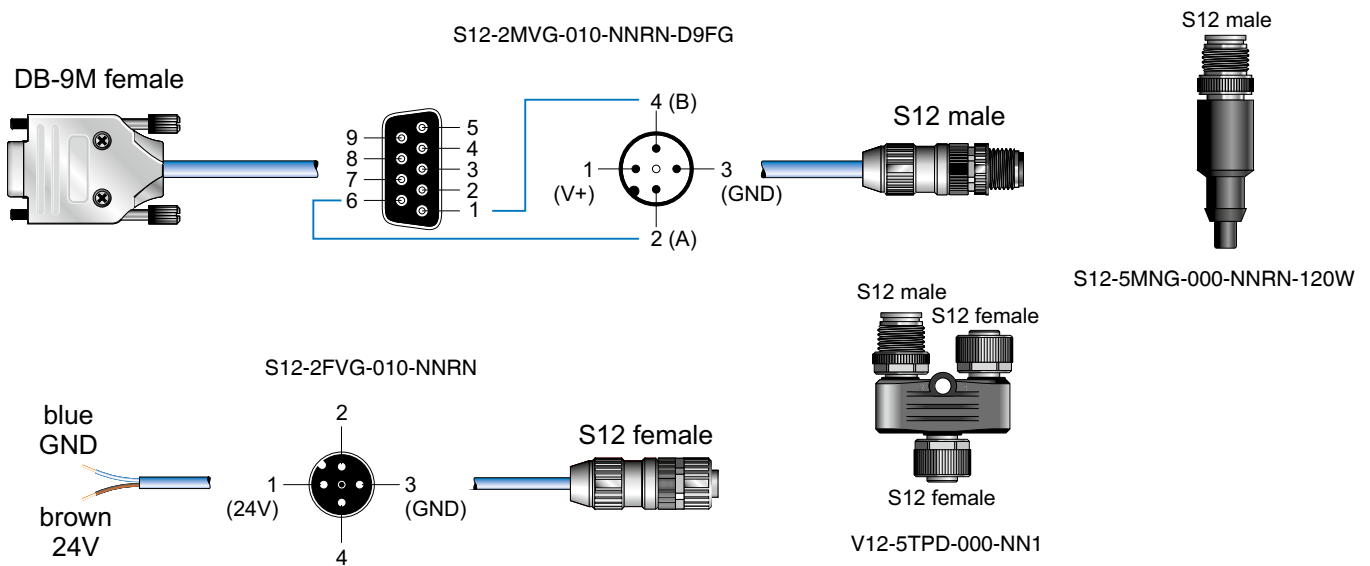 S12-2MVG-010-NNRN-D9FG
S12 male
DB-9M female
4 (B)
S12 male
9
8
7
6
5
4
3
2
1
1
(V+)
3
(GND)
2 (A)
S12-5MNG-000-NNRN-120W
S12 male
S12 female
S12-2FVG-010-NNRN
blue
GND
2
S12 female
1
(24V)
3
(GND)
brown
24V
4
S12 female
V12-5TPD-000-NN1